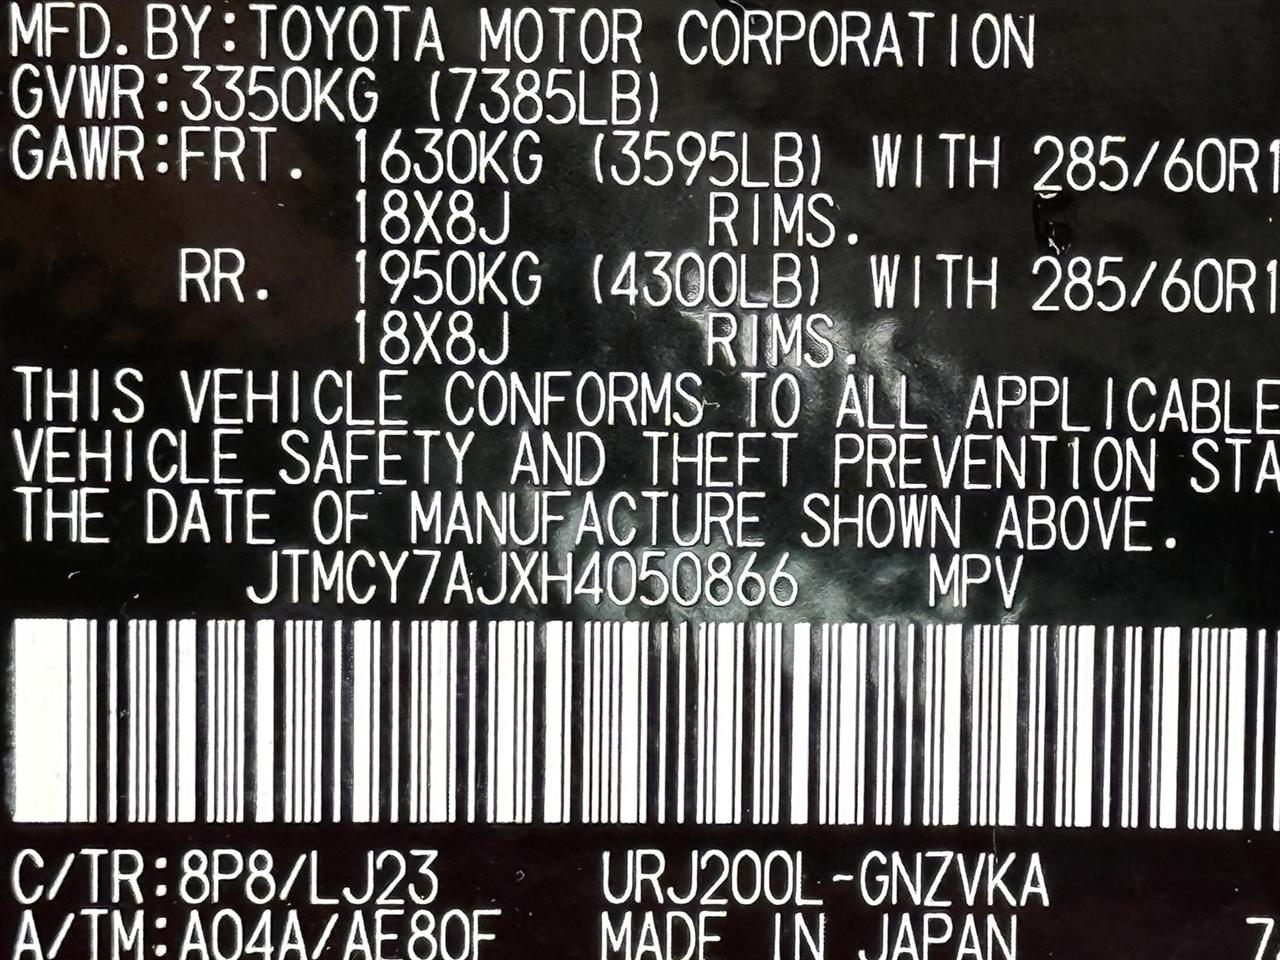 MFD.BY:TOYOTA MOTOR CORPORATION
GVWR:3350KG (7385LB)
GAWR:FRT. 1630KG (3595LB) WITH 285/60R1
18X8J RIMS.
RR. 1950KG (4300LB) WITH 285/60R1
18X8J RIMS.
THIS VEHICLE CONFORMS TO ALL APPLICABLE
VEHICLE SAFETY AND THEFT PREVENTION STA
THE DATE OF MANUFACTURE SHOWN ABOVE.
JTMCY7AJXH4050866 MPV
C/TR:8P8/LJ23 URJ200L-GNZVKA
A/TM:A04A/AE80F MADE IN JAPAN 7